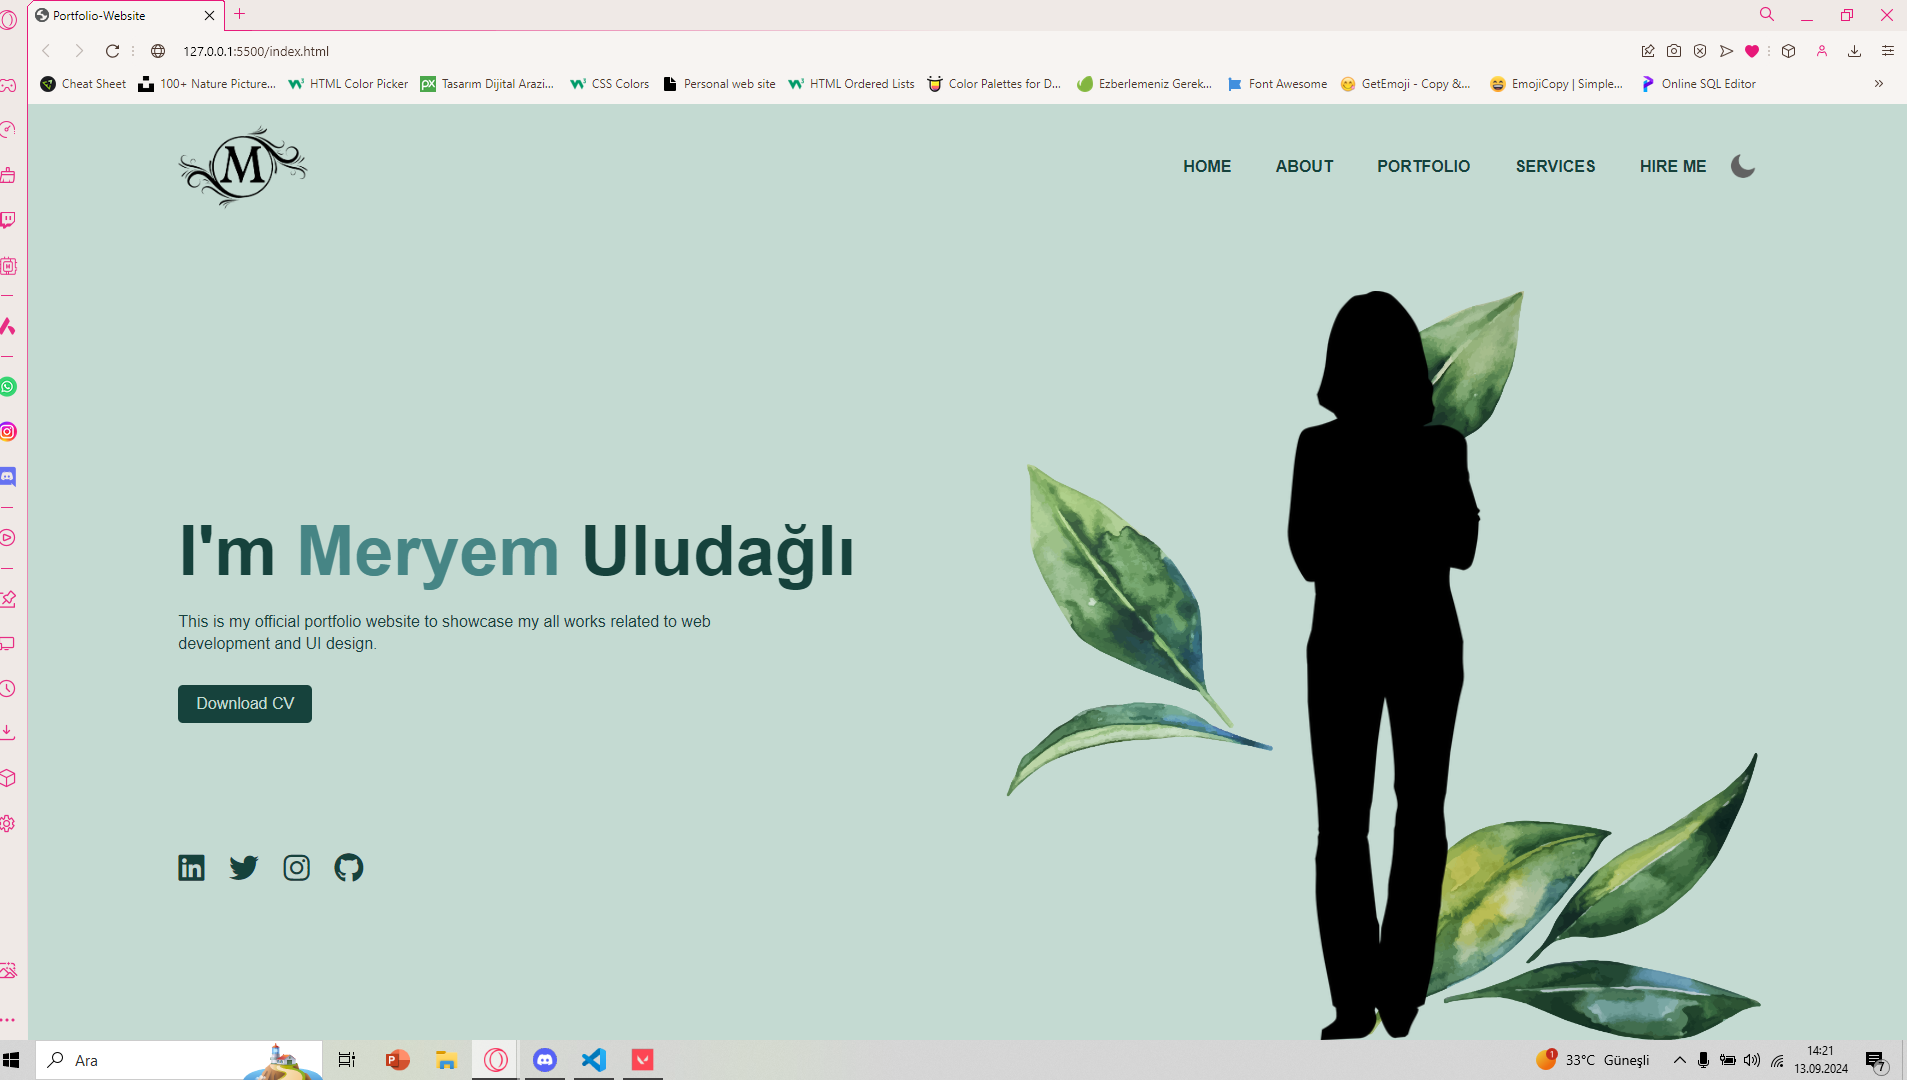 Portfolio-Website
127.0.0.1:5500/index.html
Cheat Sheet
100+ Nature Picture...
HTML Color Picker
px
Tasarım Dijital Arazi...
CSS Colors
Personal web site
HTML Ordered Lists
Color Palettes for D...
Ezberlemeniz Gerek...
Font Awesome
GetEmoji - Copy &...
EmojiCopy | Simple...
Online SQL Editor
M
HOME
ABOUT
PORTFOLIO
SERVICES
HIRE ME
I'm Meryem Uludağlı
This is my official portfolio website to showcase my all works related to web
development and UI design.
Download CV
in
Ara
P
1
33°C Güneşli
14:21
13.09.2024
7